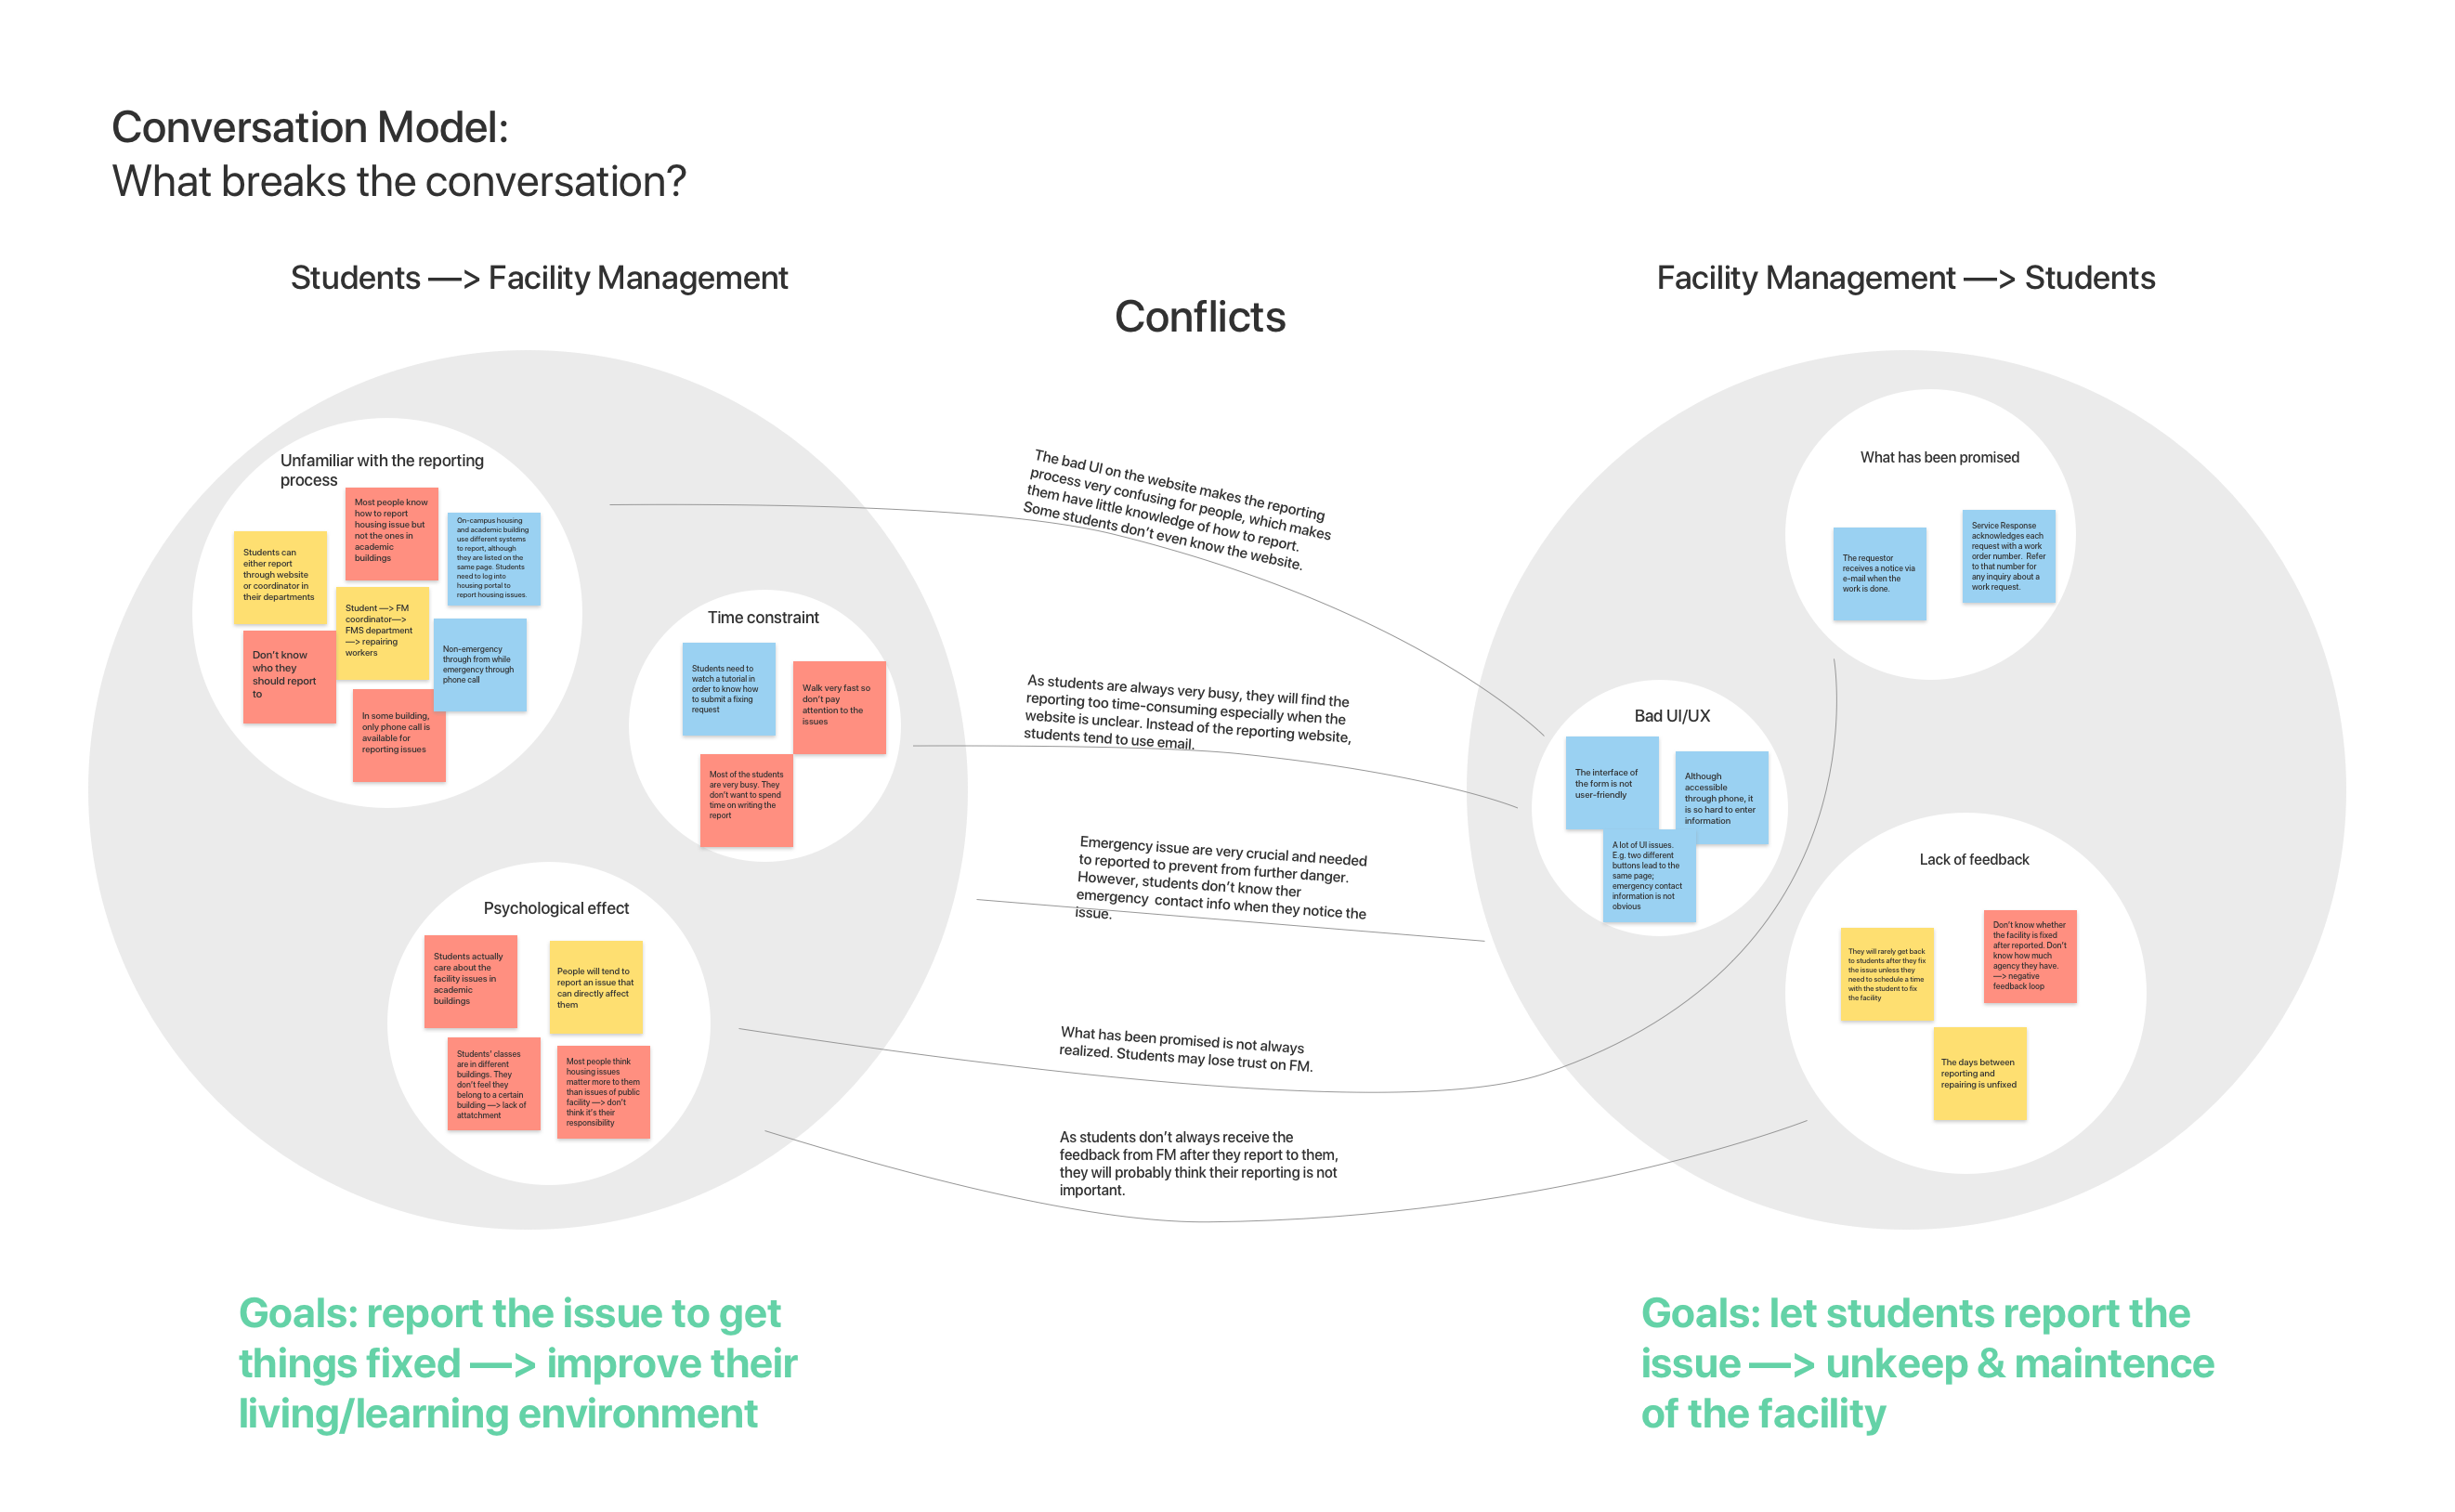 Conversation Model:
What breaks the conversation?
Students —> Facility Management
Conflicts
Facility Management —> Students
Unfamiliar with the reporting
process
Most people know
how to report
housing issue but
not the ones in
academic
buildings
On-campus housing
and academic building
use different systems
to report, although
they are listed on the
same page. Students
need to log into
housing portal to
report housing issues.
Students can
either report
through website
or coordinator in
their departments
Student —> FM
coordinator—>
FMS department
—> repairing
workers
Don’t know
who they
should report
to
Non-emergency
through from while
emergency through
phone call
In some building,
only phone call is
available for
reporting issues
Time constraint
Students need to
watch a tutorial in
order to know how
to submit a fixing
request
Walk very fast so
don’t pay
attention to the
issues
Most of the students
are very busy. They
don’t want to spend
time on writing the
report
Psychological effect
Students actually
care about the
facility issues in
academic
buildings
People will tend to
report an issue that
can directly affect
them
Students’ classes
are in different
buildings. They
don’t feel they
belong to a certain
building —> lack of
attatchment
Most people think
housing issues
matter more to them
than issues of public
facility —> don’t
think it’s their
responsibility
The bad UI on the website makes the reporting
process very confusing for people, which makes
them have little knowledge of how to report.
Some students don’t even know the website.
As students are always very busy, they will find the
reporting too time-consuming especially when the
website is unclear. Instead of the reporting website,
students tend to use email.
Emergency issue are very crucial and needed
to reported to prevent from further danger.
However, students don’t know ther
emergency  contact info when they notice the
issue.
What has been promised is not always
realized. Students may lose trust on FM.
As students don’t always receive the
feedback from FM after they report to them,
they will probably think their reporting is not
important.
What has been promised
The requestor
receives a notice via
e-mail when the
work is done.
Service Response
acknowledges each
request with a work
order number.  Refer
to that number for
any inquiry about a
work request.
Bad UI/UX
The interface of
the form is not
user-friendly
Although
accessible
through phone, it
is so hard to enter
information
A lot of UI issues.
E.g. two different
buttons lead to the
same page;
emergency contact
information is not
obvious
Lack of feedback
They will rarely get back
to students after they fix
the issue unless they
need to schedule a time
with the student to fix
the facility
Don’t know whether
the facility is fixed
after reported. Don’t
know how much
agency they have.
—> negative
feedback loop
The days between
reporting and
repairing is unfixed
Goals: report the issue to get
things fixed —> improve their
living/learning environment
Goals: let students report the
issue —> unkeep & maintence
of the facility